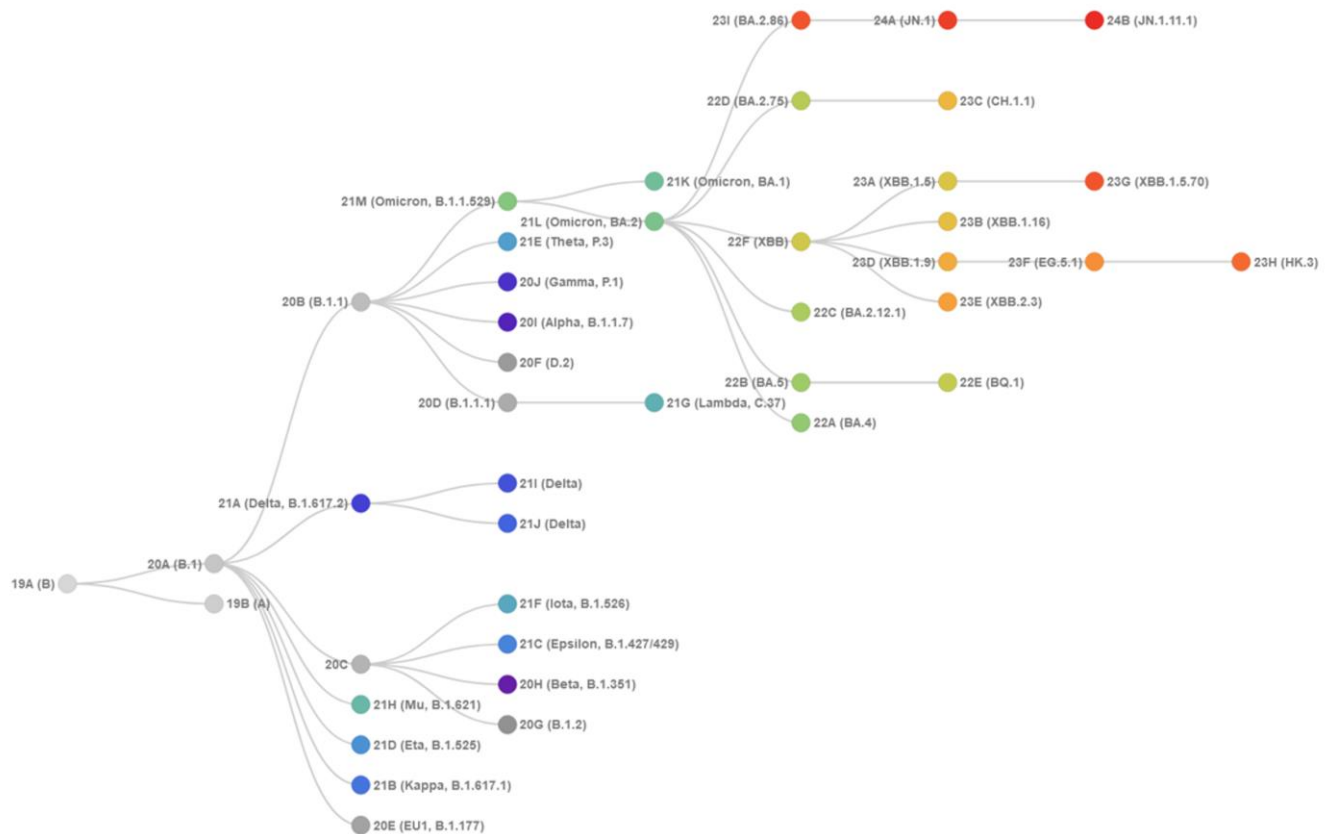 23I (BA.2.86)
24A (JN.1)
24B (JN.1.11.1)
22D (BA.2.75)
23C (CH.1.1)
21K (Omicron, BA.1)
23A (XBB.1.5)
23G (XBB.1.5.70)
21M (Omicron, B.1.1.529)
21L (Omicron, BA.2)
23B (XBB.1.16)
21E (Theta, P.3)
22F (XBB)
23D (XBB.1.9)
23F (EG.5.1)
23H (HK.3)
20J (Gamma, P.1)
20B (B.1.1)
23E (XBB.2.3)
22C (BA.2.12.1)
20I (Alpha, B.1.1.7)
20F (D.2)
22B (BA.5)
22E (BQ.1)
20D (B.1.1.1)
21G (Lambda, C.37)
22A (BA.4)
21I (Delta)
21A (Delta, B.1.617.2)
21J (Delta)
20A (B.1)
19A (B)
19B (A)
21F (Iota, B.1.526)
21C (Epsilon, B.1.427/429)
20C
20H (Beta, B.1.351)
21H (Mu, B.1.621)
20G (B.1.2)
21D (Eta, B.1.525)
21B (Kappa, B.1.617.1)
20E (EU1, B.1.177)